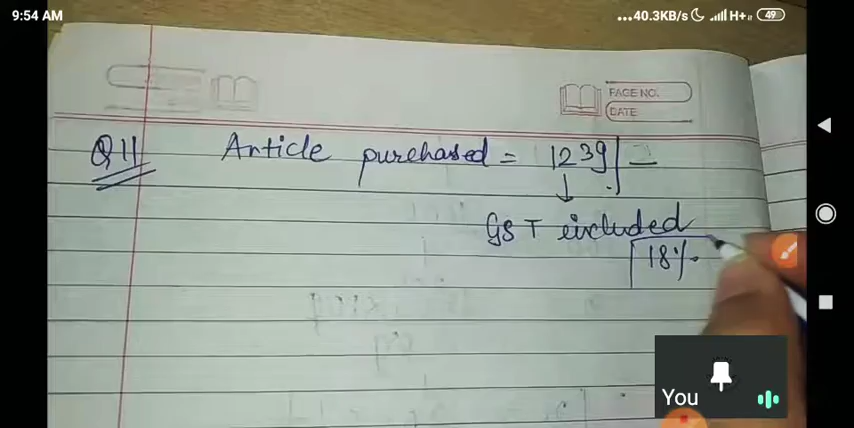 9:54 AM
...40.3KB/s H+ 49
PAGE NO.
DATE
Q11 Article purchased = 1239/-
GST included
18%.
You